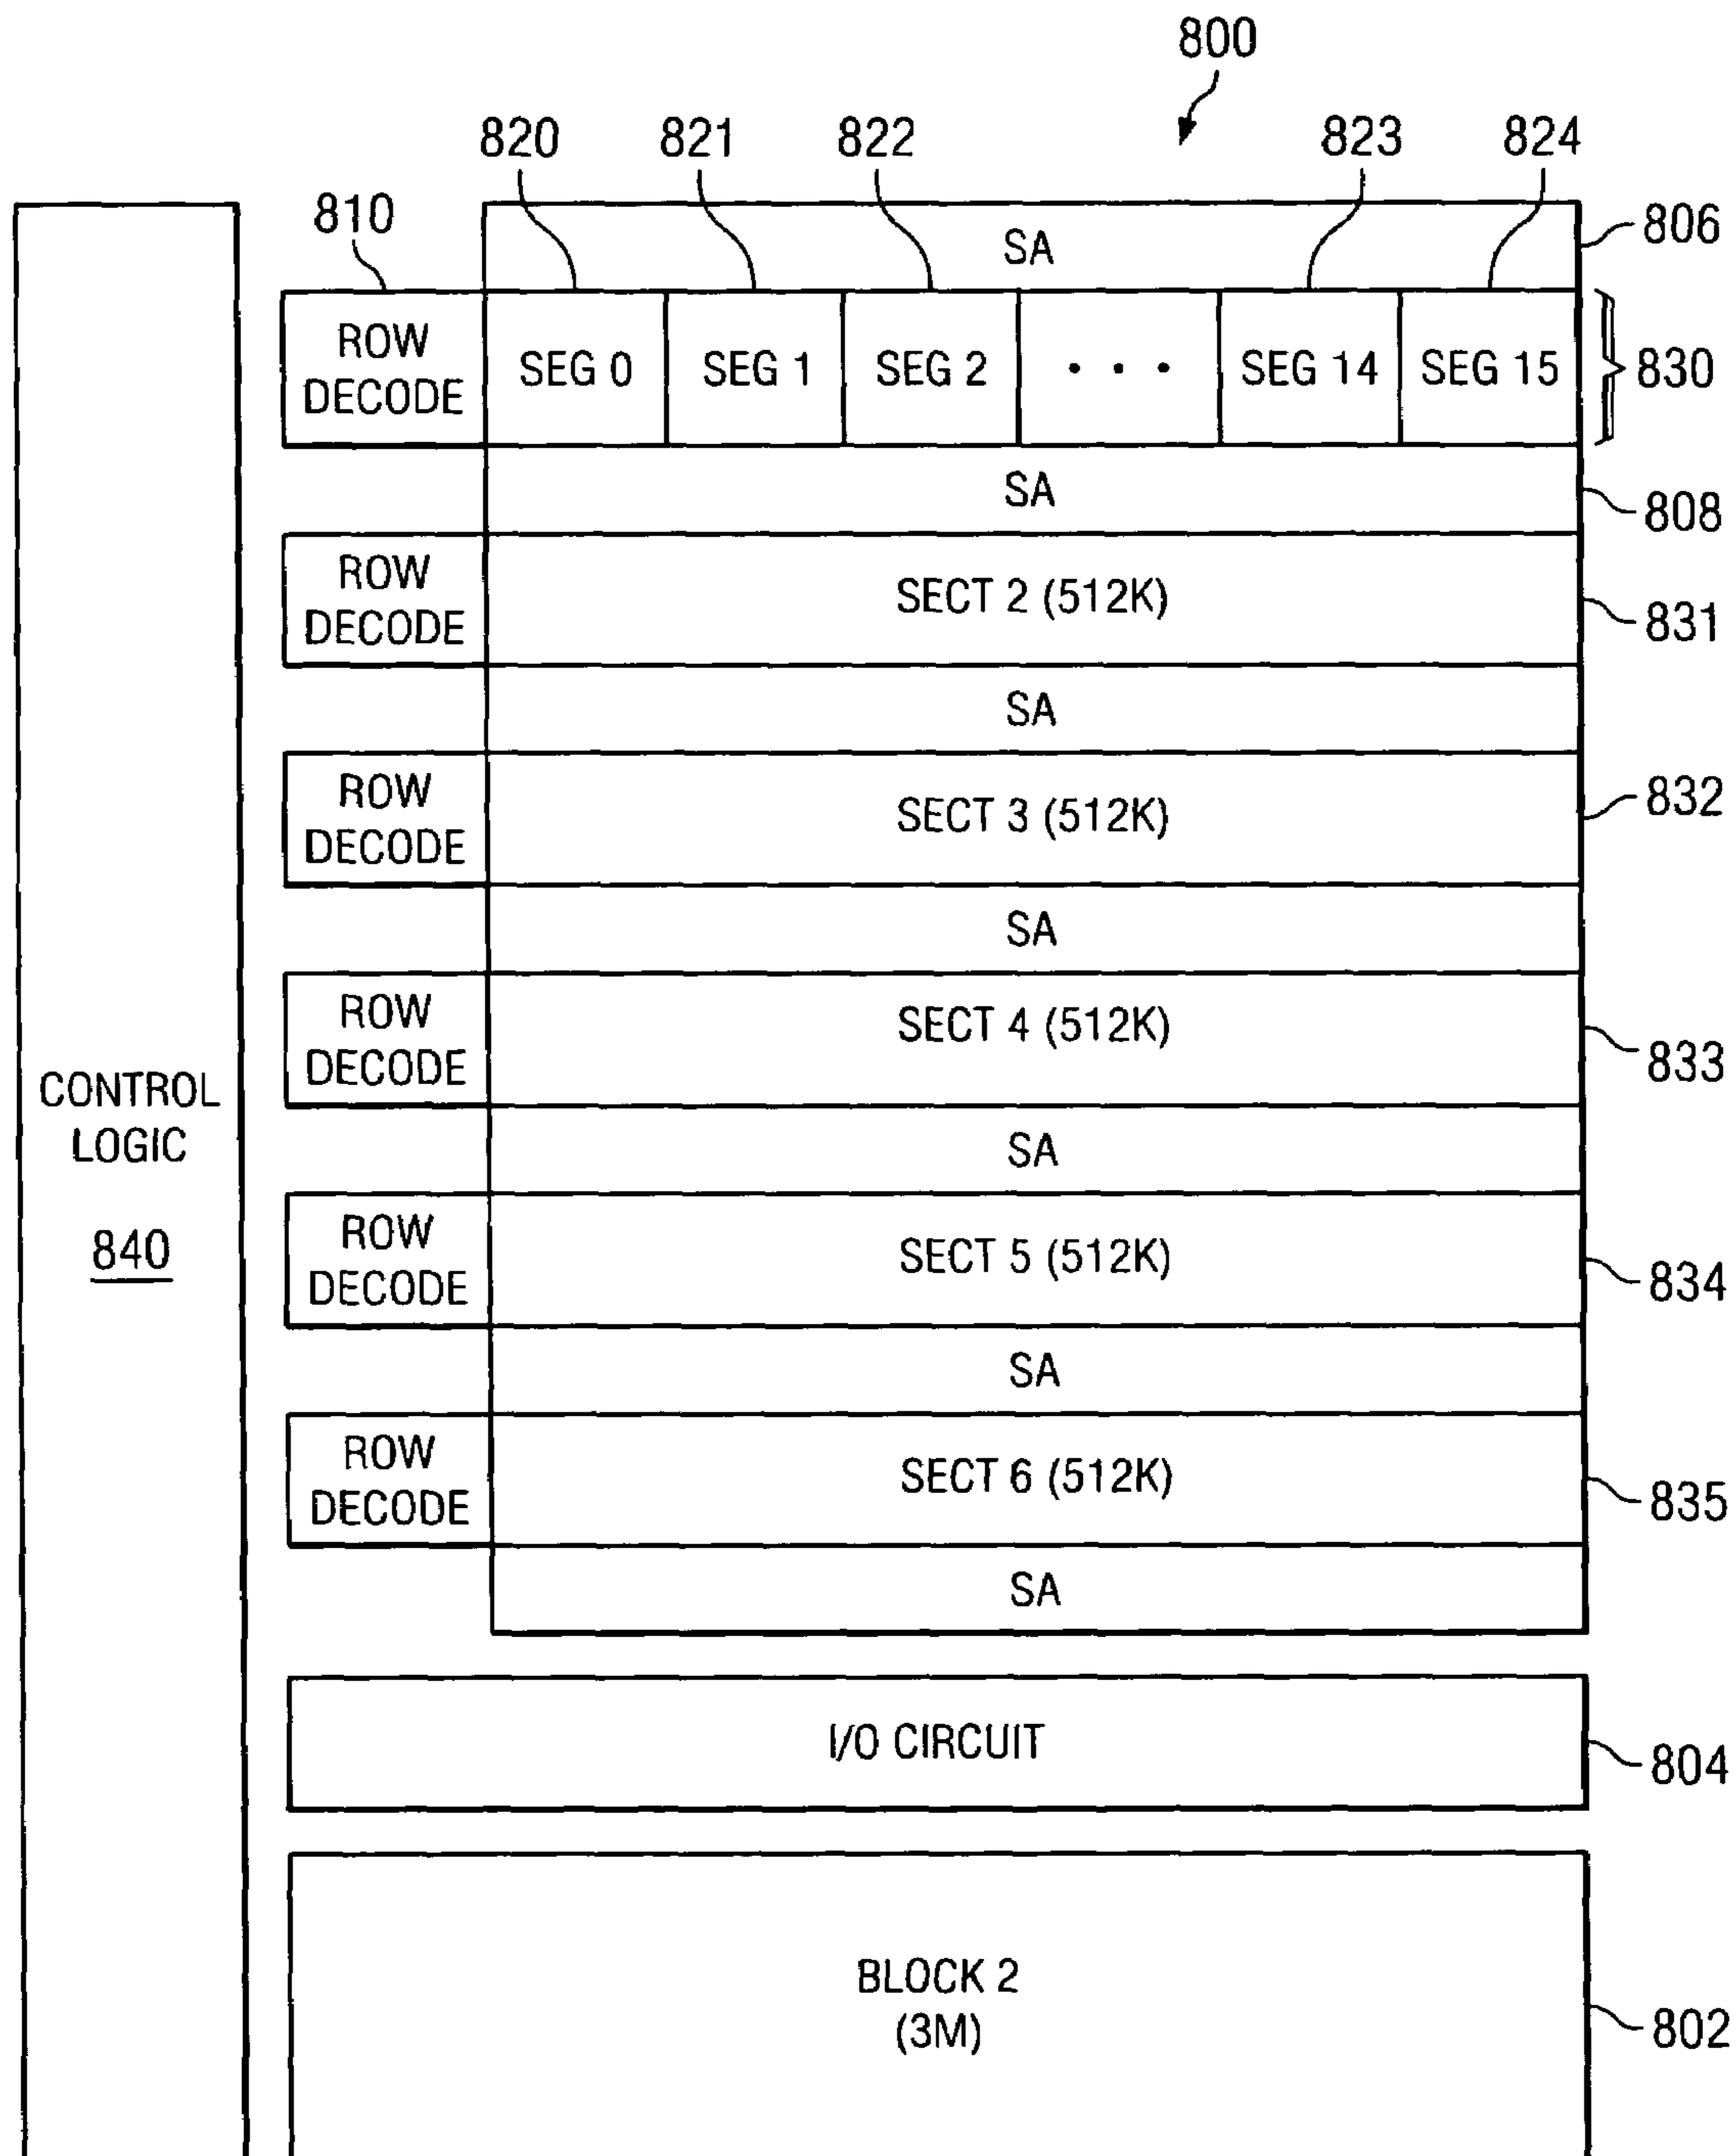 800
820
821
822
823
824
810
SA
806
ROW
DECODE
SEG 0
SEG 1
SEG 2
• • •
SEG 14
SEG 15
830
SA
808
ROW
DECODE
SECT 2 (512K)
831
SA
ROW
DECODE
SECT 3 (512K)
832
SA
ROW
DECODE
SECT 4 (512K)
833
CONTROL
LOGIC
840
SA
ROW
DECODE
SECT 5 (512K)
834
SA
ROW
DECODE
SECT 6 (512K)
835
SA
I/O CIRCUIT
804
BLOCK 2
(3M)
802